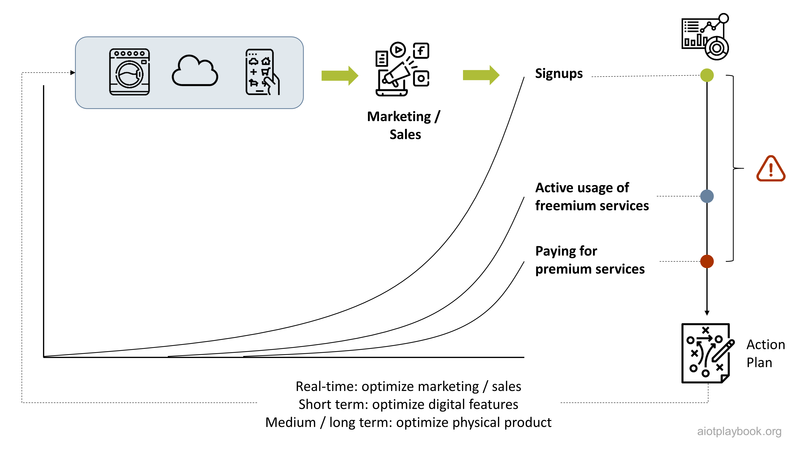 Signups
Marketing /
Sales
Active usage of
freemium services
Paying for
premium services
Action
Plan
Real-time: optimize marketing / sales
Short term: optimize digital features
Medium / long term: optimize physical product
aiotplaybook.org